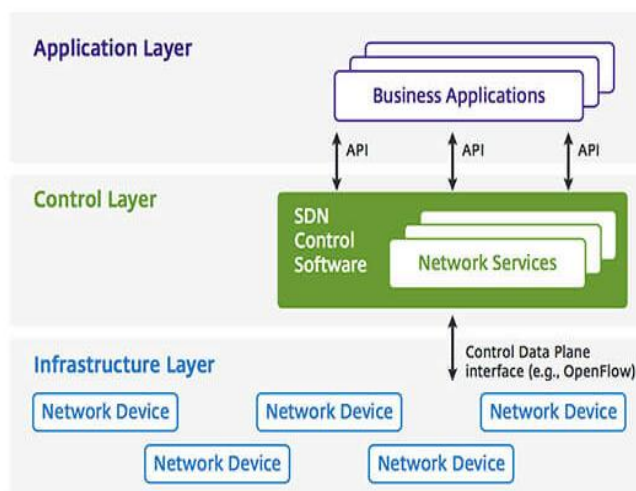 Application Layer
Business Applications
API
API
API
Control Layer
SDN
Control
Software
Network Services
Control Data Plane
interface (e.g., OpenFlow)
Infrastructure Layer
Network Device
Network Device
Network Device
Network Device
Network Device